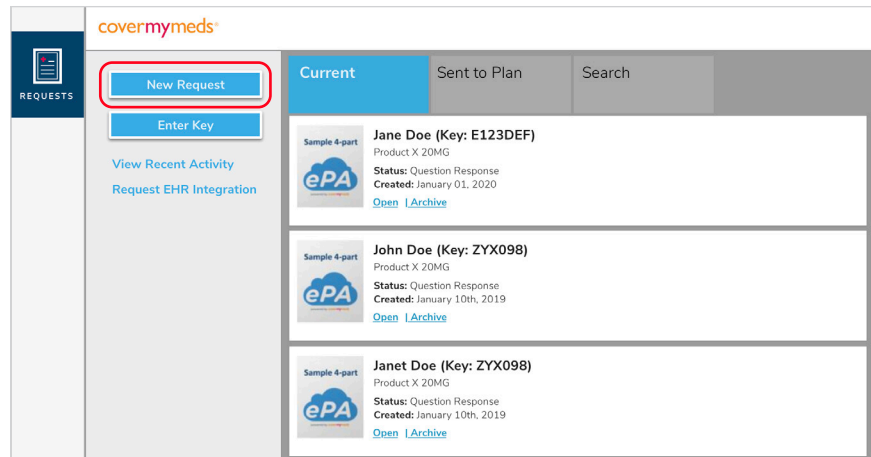 covermymeds®
REQUESTS
New Request
Enter Key
View Recent Activity
Request EHR Integration
Current
Sent to Plan
Search
Sample 4-part
ePA
Jane Doe (Key: E123DEF)
Product X 20MG
Status: Question Response
Created: January 01, 2020
Open | Archive
Sample 4-part
ePA
John Doe (Key: ZYX098)
Product X 20MG
Status: Question Response
Created: January 10th, 2019
Open | Archive
Sample 4-part
ePA
Janet Doe (Key: ZYX098)
Product X 20MG
Status: Question Response
Created: January 10th, 2019
Open | Archive